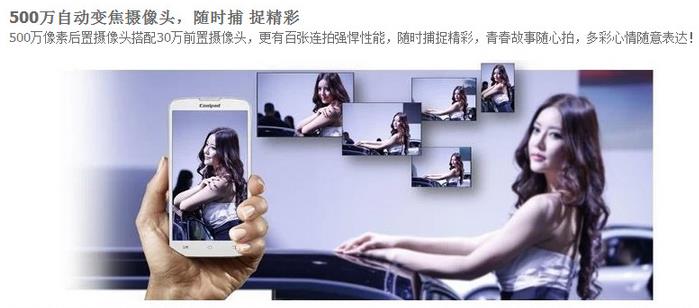 500万自动变焦摄像头，随时捕 捉精彩
500万像素后置摄像头搭配30万前置摄像头，更有百张连拍强悍性能，随时捕捉精彩，青春故事随心拍，多彩心情随意表达!
Coolpad